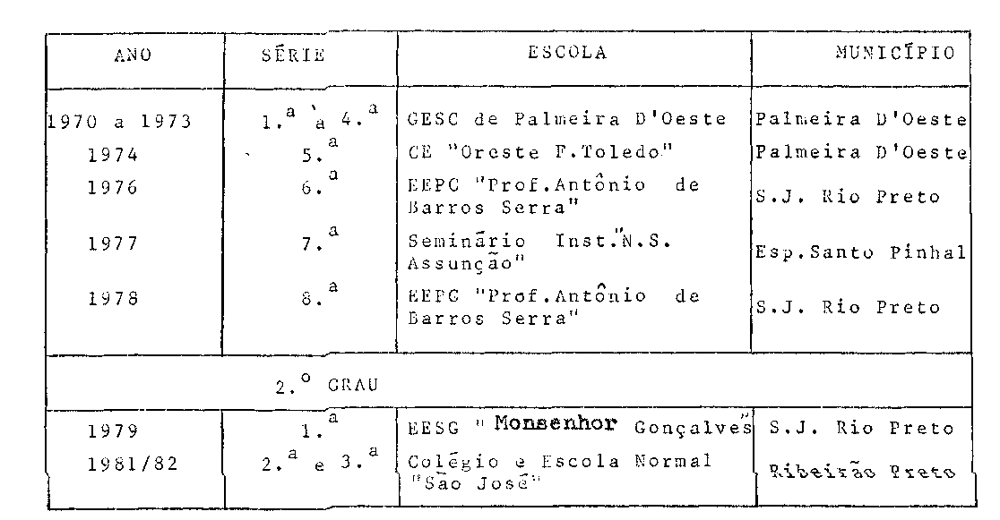 ANO SÉRIE ESCOLA MUNICÍPIO
1970 a 1973 1.ª à 4.ª GESC de Palmeira D'Oeste Palmeira D'Oeste
1974 5.ª CE "Oreste F.Toledo" Palmeira D'Oeste
1976 6.ª EEPG "Prof.Antônio de
Barros Serra" S.J. Rio Preto
1977 7.ª Seminário Inst."N.S.
Assunção" Esp.Santo Pinhal
1978 8.ª EEPG "Prof.Antônio de
Barros Serra" S.J. Rio Preto
2.º GRAU
1979 1.ª EESG "Monsenhor Gonçalves" S.J. Rio Preto
1981/82 2.ª e 3.ª Colégio e Escola Normal
"São José" Ribeirão Preto